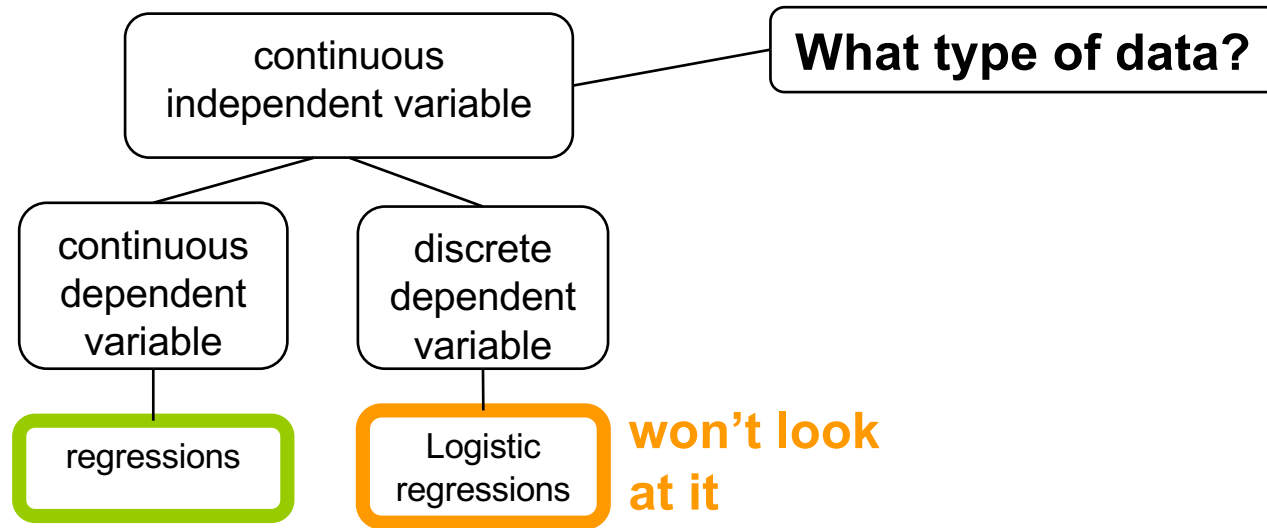 What type of data?
continuous
independent variable
continuous
dependent
variable
discrete
dependent
variable
regressions
Logistic
regressions
won’t look
at it